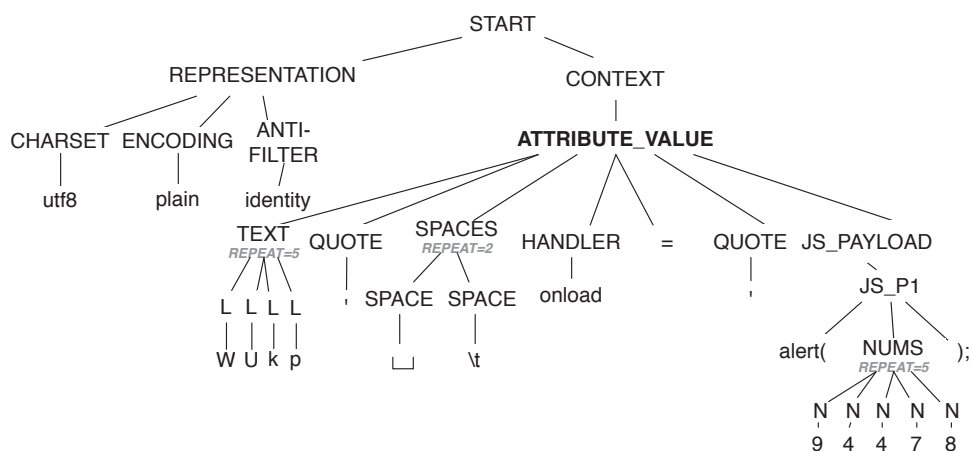 START
REPRESENTATION CONTEXT
CHARSET ENCODING ANTI-
FILTER ATTRIBUTE_VALUE
utf8 plain identity
TEXT QUOTE SPACES HANDLER = QUOTE JS_PAYLOAD
REPEAT=5 REPEAT=2
L L L L ' SPACE SPACE onload ' JS_P1
W U k p ␣ \t alert( NUMS );
REPEAT=5
N N N N N
9 4 4 7 8